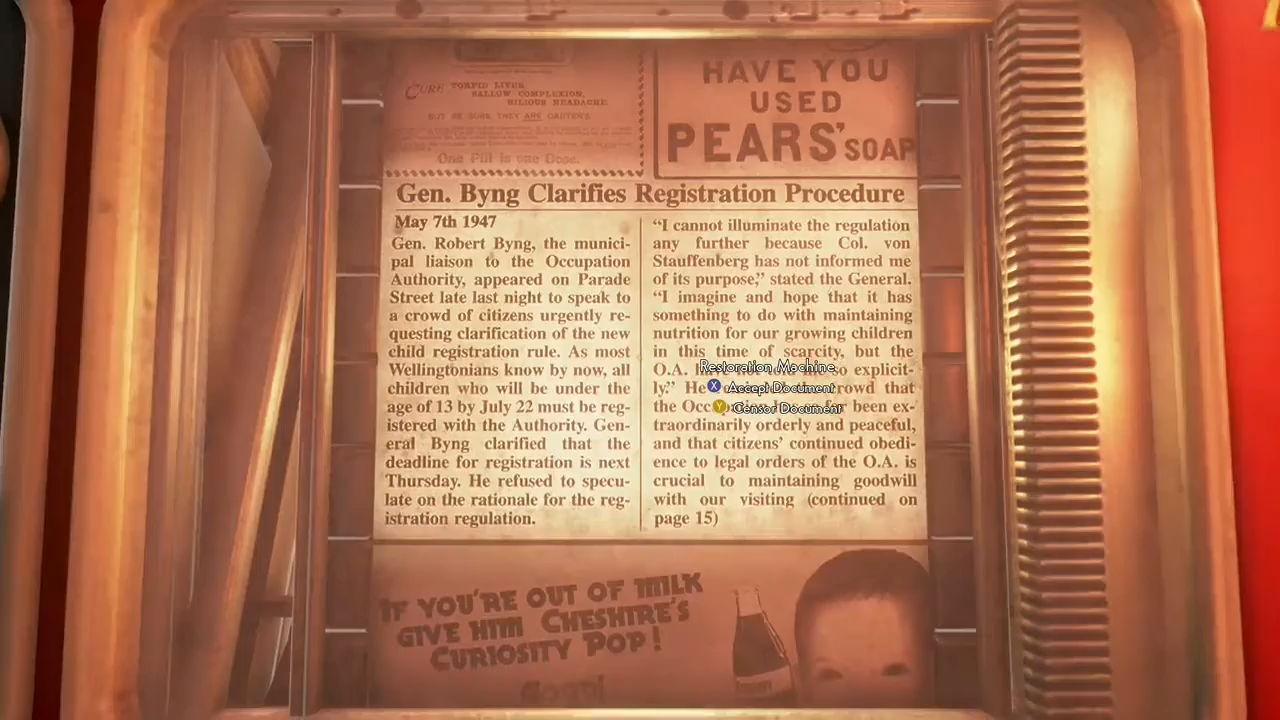 CURE TORPID LIVER,
SALLOW COMPLEXION,
BILIOUS HEADACHE.
BUT BE SURE THEY ARE CARTER'S.
One Pill is one Dose.
HAVE YOU
USED
PEARS' SOAP
Gen. Byng Clarifies Registration Procedure
May 7th 1947
Gen. Robert Byng, the munici-
pal liaison to the Occupation
Authority, appeared on Parade
Street late last night to speak to
a crowd of citizens urgently re-
questing clarification of the new
child registration rule. As most
Wellingtonians know by now, all
children who will be under the
age of 13 by July 22 must be reg-
istered with the Authority. Gen-
eral Byng clarified that the
deadline for registration is next
Thursday. He refused to specu-
late on the rationale for the reg-
istration regulation.
“I cannot illuminate the regulation
any further because Col. von
Stauffenberg has not informed me
of its purpose,” stated the General.
“I imagine and hope that it has
something to do with maintaining
nutrition for our growing children
in this time of scarcity, but the
O.A. so explicit-
ly.” He crowd that
the far been ex-
traordinarily orderly and peaceful,
and that citizens’ continued obedi-
ence to legal orders of the O.A. is
crucial to maintaining goodwill
with our visiting (continued on
page 15)
Restoration Machine
X Accept Document
Y Censor Document
IF YOU'RE OUT OF MILK
GIVE HIM CHESHIRE'S
CURIOSITY POP!